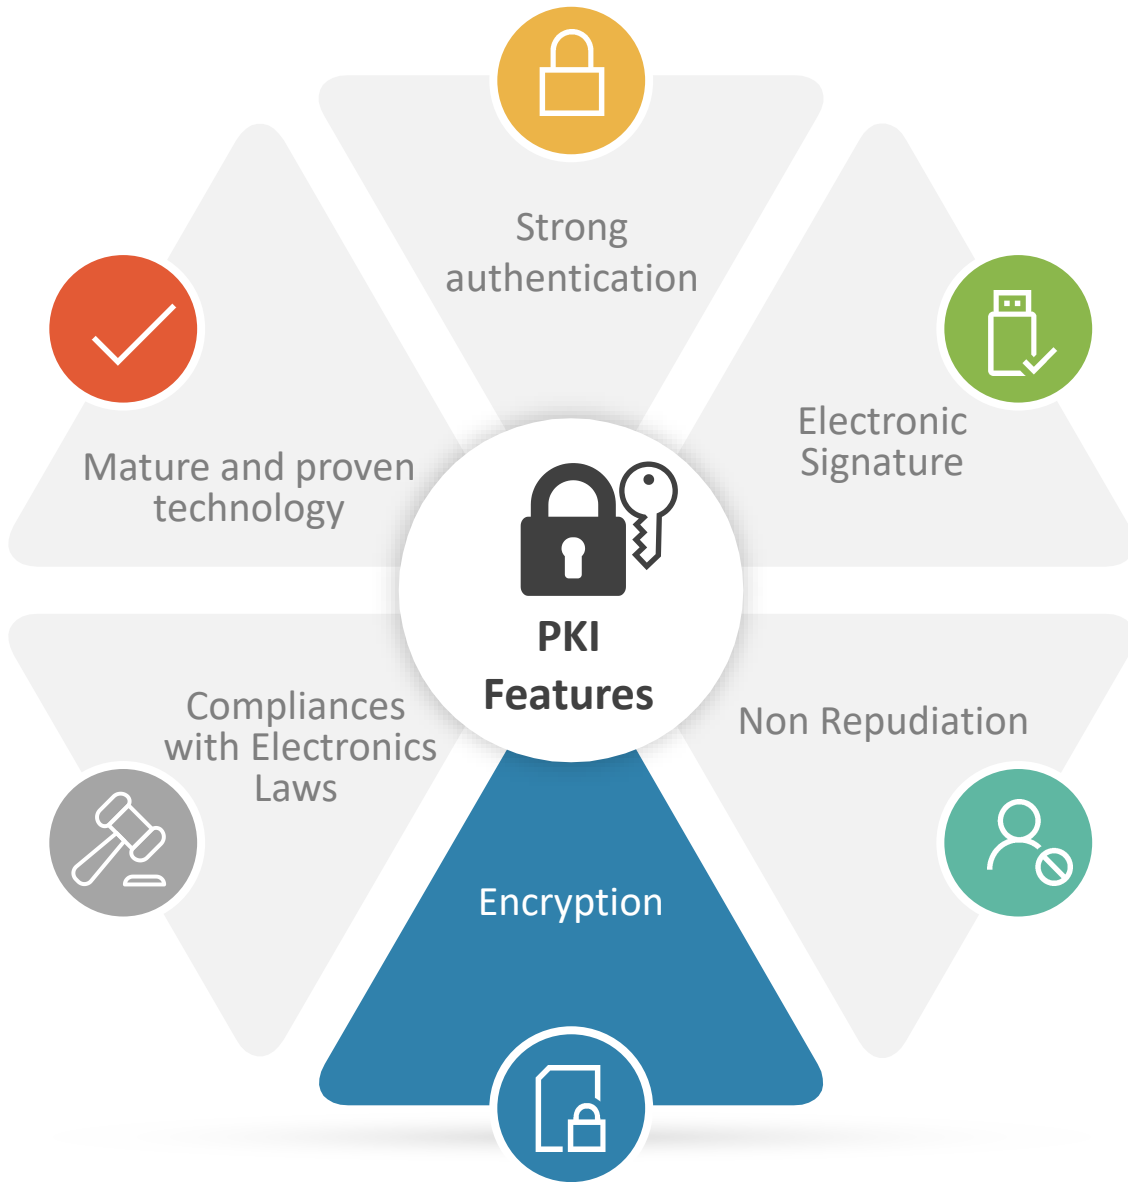 Strong
authentication
Electronic
Signature
Mature and proven
technology
PKI
Features
Compliances
with Electronics
Laws
Non Repudiation
Encryption